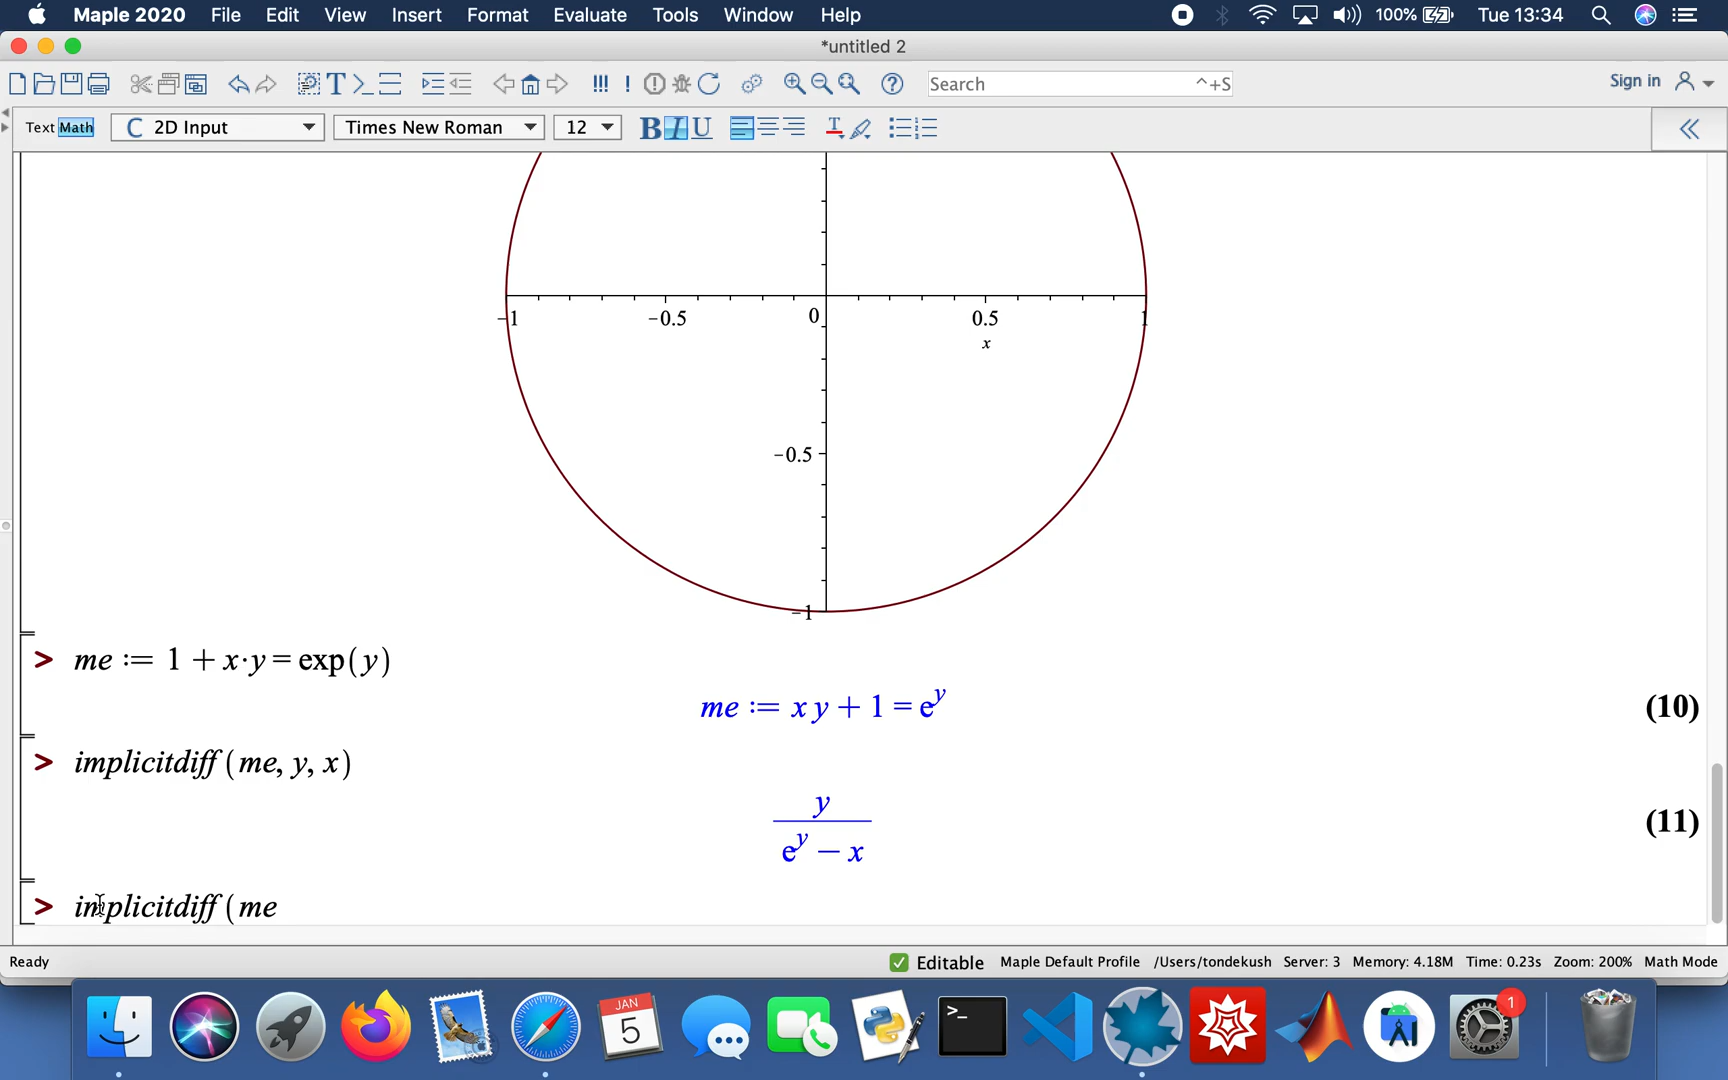 Maple 2020 File Edit View Insert Format Evaluate Tools Window Help 100% Tue 13:34
*untitled 2
Search ^+S Sign in
Text Math C 2D Input Times New Roman 12 B I U
-1 -0.5 0 0.5 1
x
-0.5
-1
> me := 1 + x·y = exp(y)
me := x y + 1 = e^y (10)
> implicitdiff (me, y, x)
y
e^y − x (11)
> implicitdiff (me
Ready Editable Maple Default Profile /Users/tondekush Server: 3 Memory: 4.18M Time: 0.23s Zoom: 200% Math Mode
JAN
5
>_
1